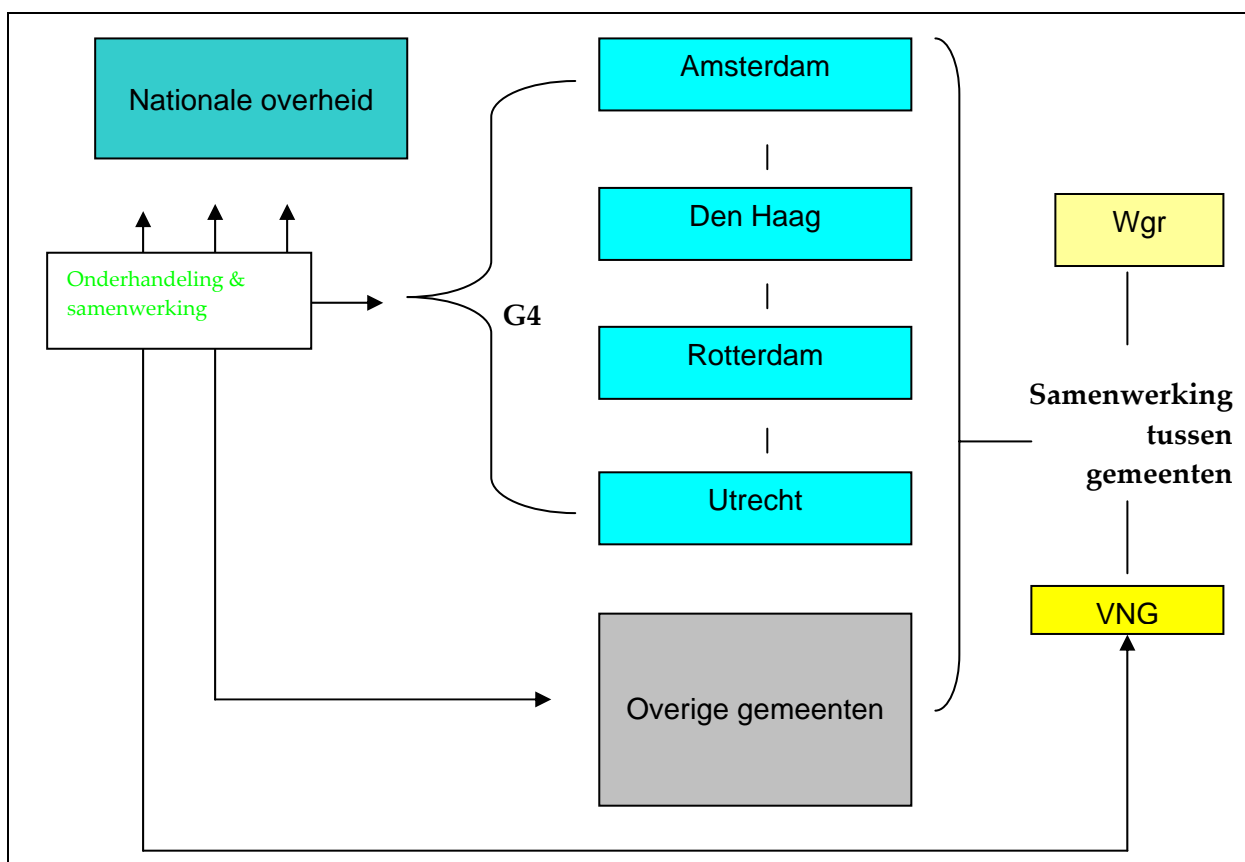 Nationale overheid
Onderhandeling &
samenwerking
G4
Amsterdam
Den Haag
Rotterdam
Utrecht
Overige gemeenten
Wgr
Samenwerking
tussen
gemeenten
VNG